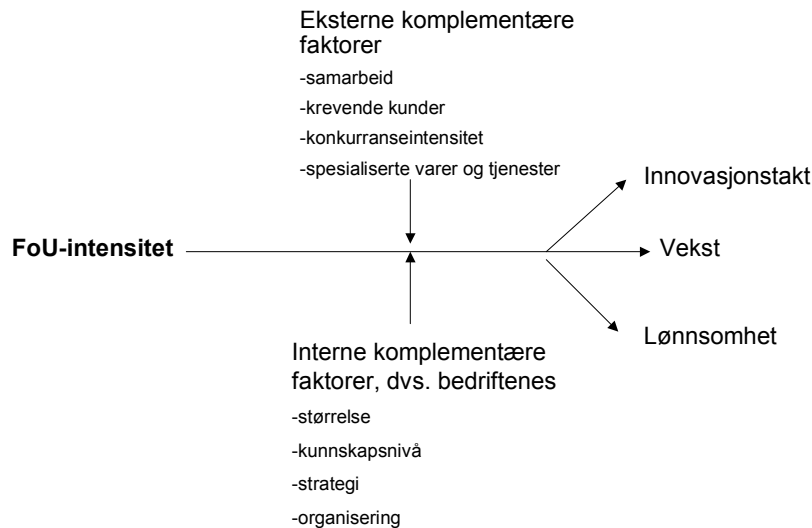 Eksterne komplementære
faktorer
-samarbeid
-krevende kunder
-konkurranseintensitet
-spesialiserte varer og tjenester
Innovasjonstakt
FoU-intensitet
Vekst
Lønnsomhet
Interne komplementære
faktorer, dvs. bedriftenes
-størrelse
-kunnskapsnivå
-strategi
-organisering